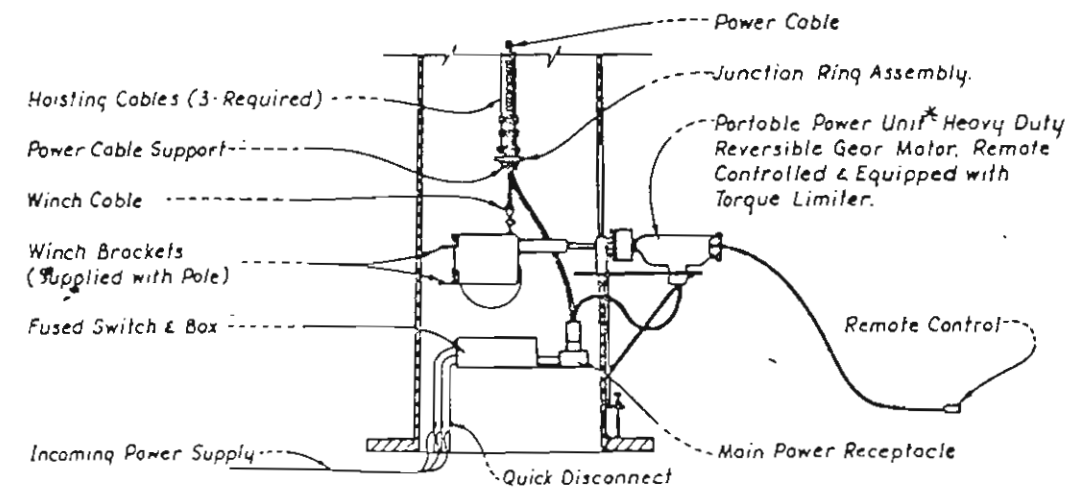 Power Cable
Junction Ring Assembly.
Hoisting Cables (3-Required)
Portable Power Unit* Heavy Duty
Reversible Gear Motor, Remote
Controlled & Equipped with
Torque Limiter.
Power Cable Support
Winch Cable
Winch Brackets
(Supplied with Pole)
Fused Switch & Box
Remote Control
Incoming Power Supply
Main Power Receptacle
Quick Disconnect